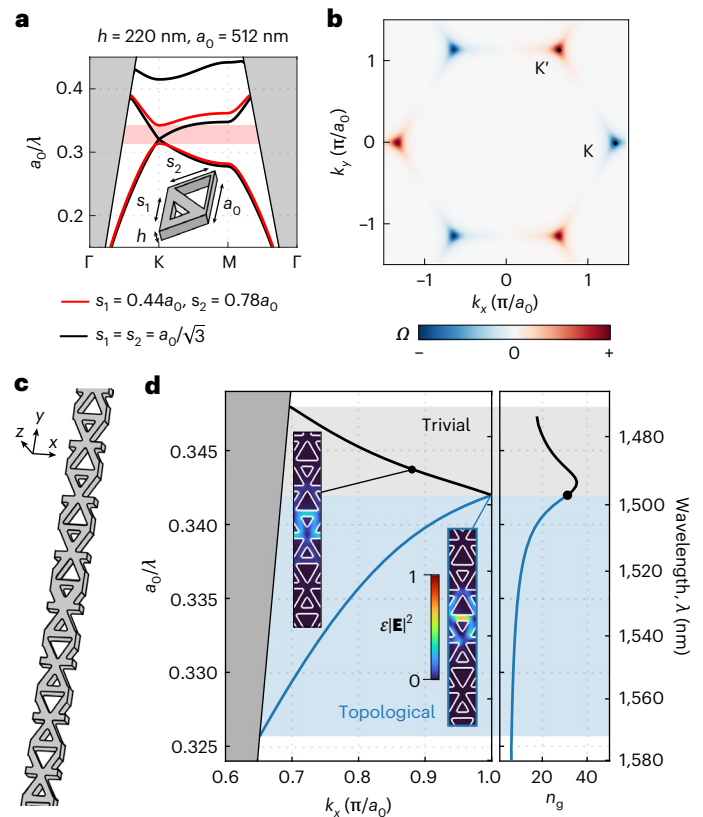 a
h = 220 nm, a₀ = 512 nm
a₀/λ
0.4
0.3
0.2
s₂
s₁
a₀
h
Γ
K
M
Γ
s₁ = 0.44a₀, s₂ = 0.78a₀
s₁ = s₂ = a₀/√3
b
k_y (π/a₀)
1
0
−1
K′
K
−1
0
1
k_x (π/a₀)
Ω
−
0
+
c
y
z
x
d
a₀/λ
0.345
0.340
0.335
0.330
0.325
Trivial
1
ε|E|²
0
Topological
0.6
0.7
0.8
0.9
1.0
k_x (π/a₀)
20
40
n_g
1,480
1,500
1,520
1,540
1,560
1,580
Wavelength, λ (nm)